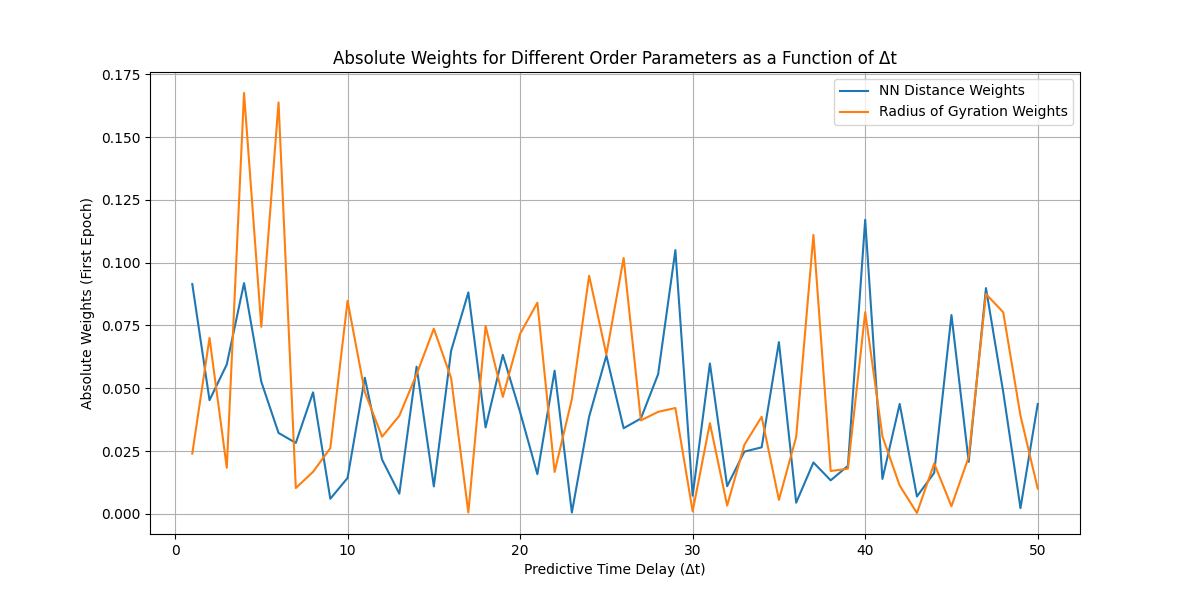 Absolute Weights for Different Order Parameters as a Function of Δt
NN Distance Weights
Radius of Gyration Weights
Absolute Weights (First Epoch)
0.175
0.150
0.125
0.100
0.075
0.050
0.025
0.000
0 10 20 30 40 50
Predictive Time Delay (Δt)